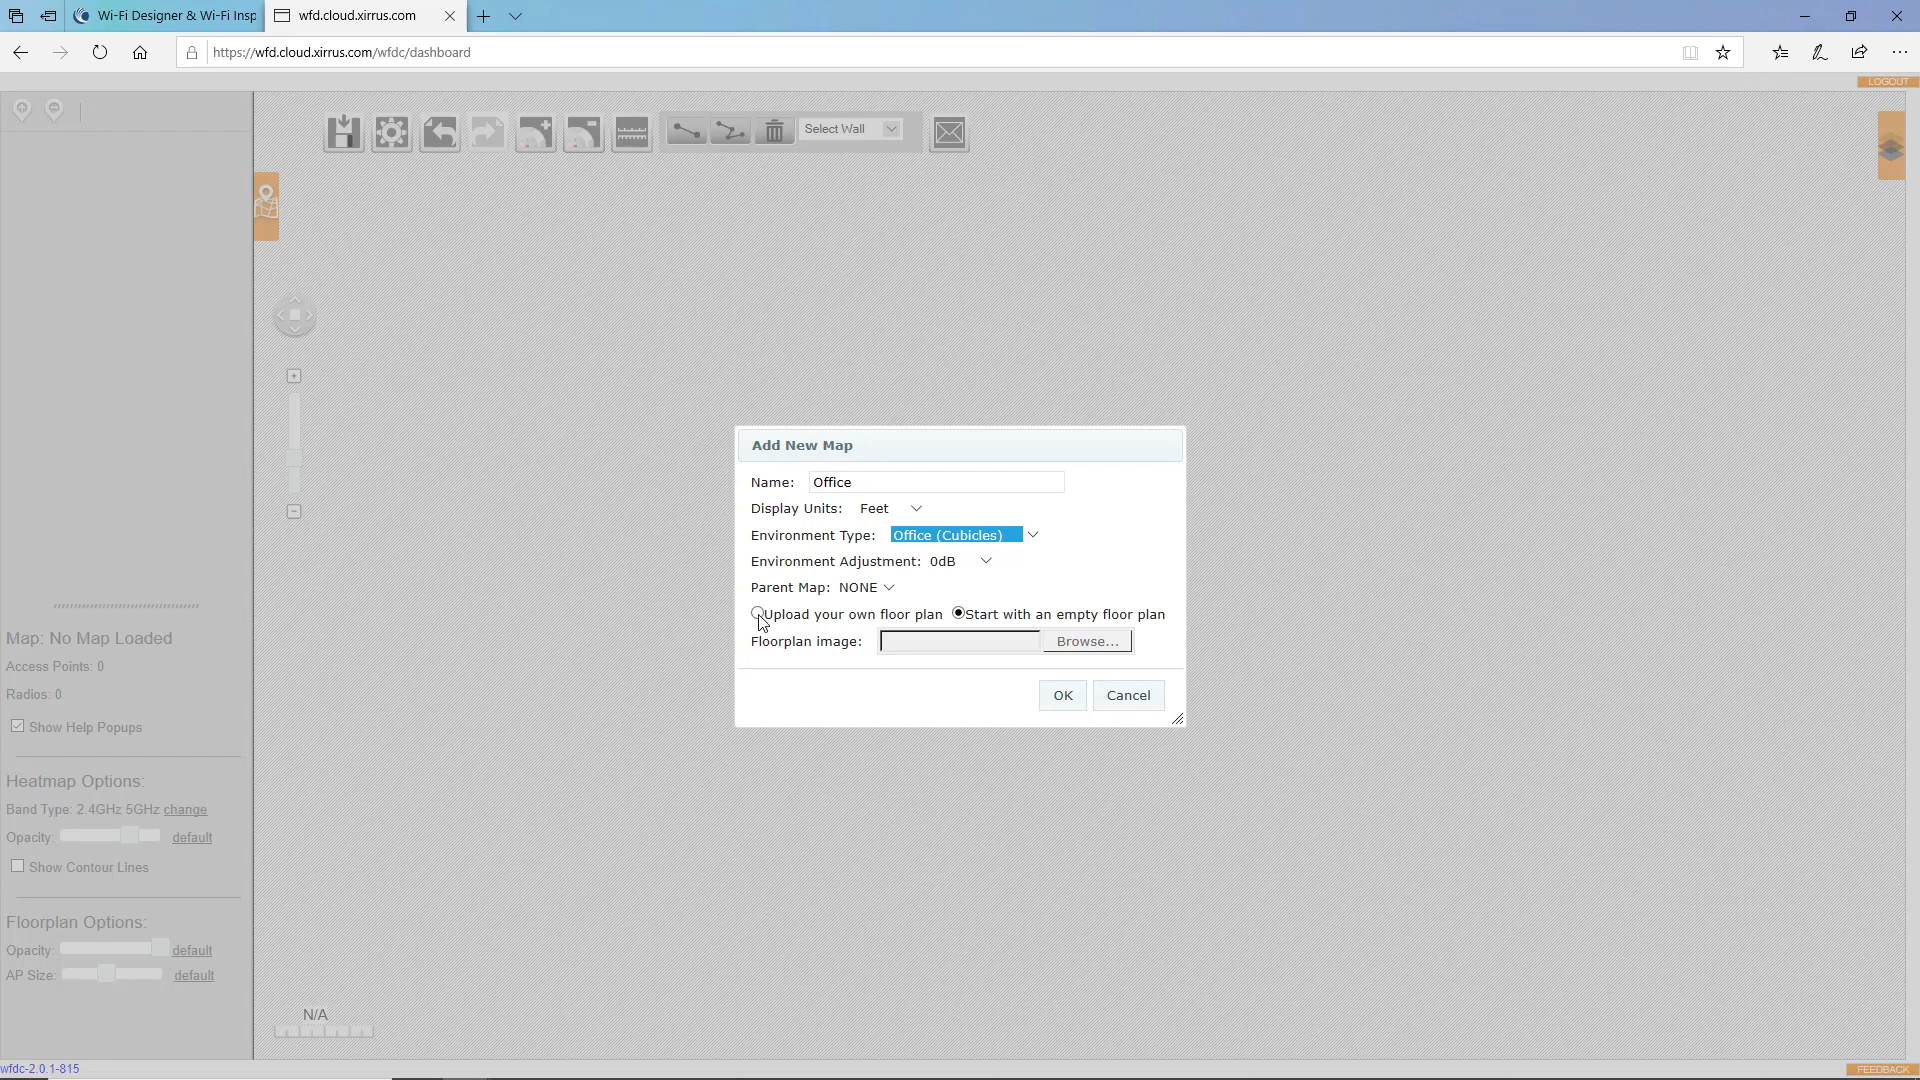 Wi-Fi Designer & Wi-Fi Insp
wfd.cloud.xirrus.com
https://wfd.cloud.xirrus.com/wfdc/dashboard
LOGOUT
Select Wall
Add New Map
Name: Office
Display Units: Feet
Environment Type: Office (Cubicles)
Environment Adjustment: 0dB
Parent Map: NONE
Upload your own floor plan Start with an empty floor plan
Floorplan image: Browse...
OK Cancel
Map: No Map Loaded
Access Points: 0
Radios: 0
Show Help Popups
Heatmap Options:
Band Type: 2.4GHz 5GHz change
Opacity: default
Show Contour Lines
Floorplan Options:
Opacity: default
AP Size: default
N/A
wfdc-2.0.1-815
FEEDBACK